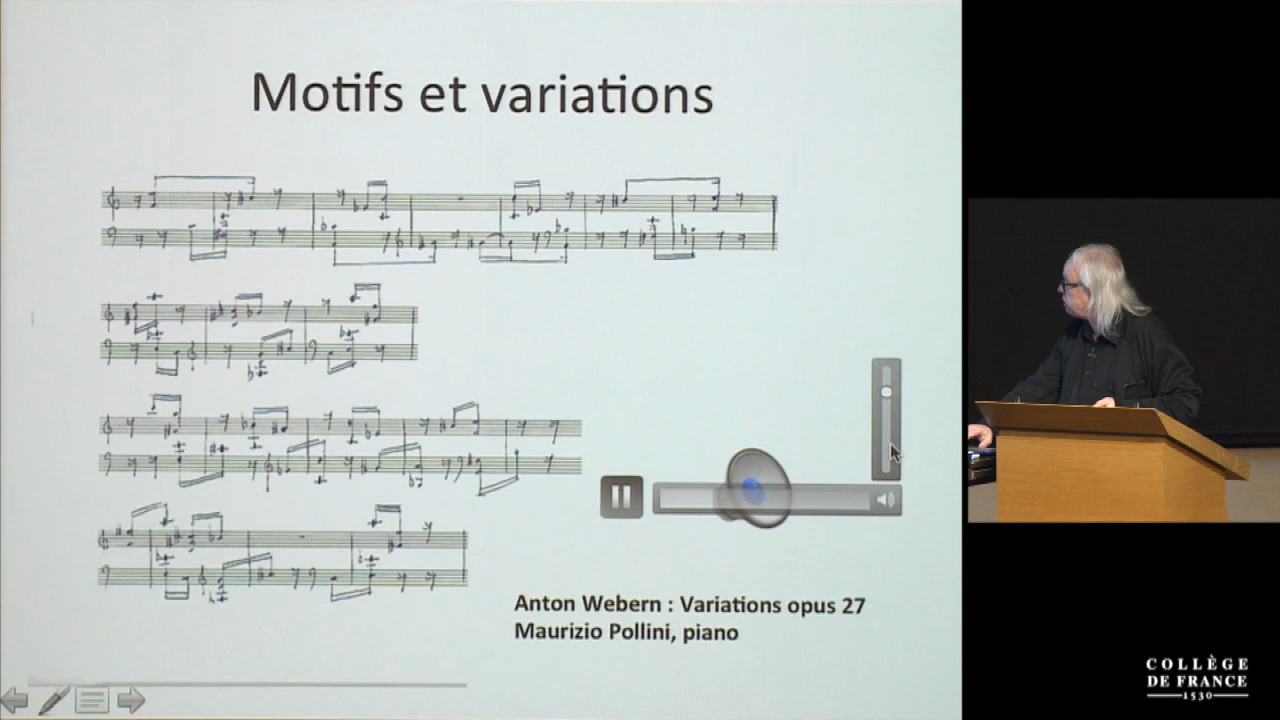 Motifs et variations
Anton Webern : Variations opus 27
Maurizio Pollini, piano
COLLÈGE
DE FRANCE
1530